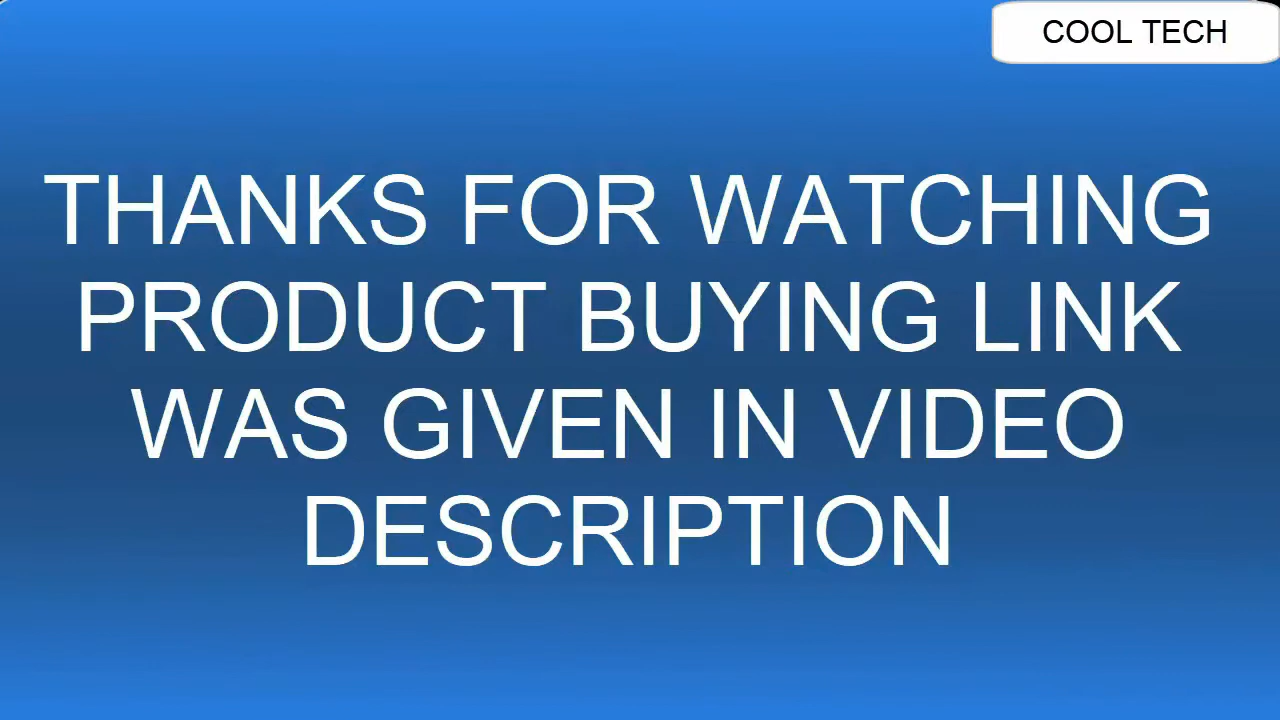 COOL TECH
THANKS FOR WATCHING
PRODUCT BUYING LINK
WAS GIVEN IN VIDEO
DESCRIPTION